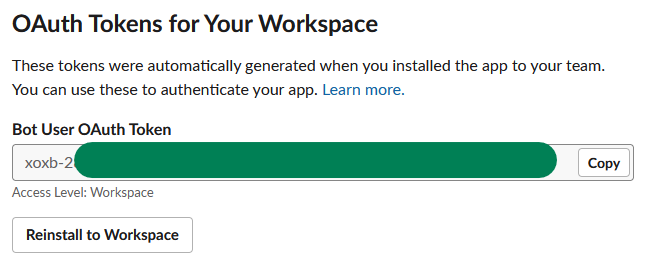 OAuth Tokens for Your Workspace
These tokens were automatically generated when you installed the app to your team.
You can use these to authenticate your app. Learn more.
Bot User OAuth Token
xoxb-2
Copy
Access Level: Workspace
Reinstall to Workspace